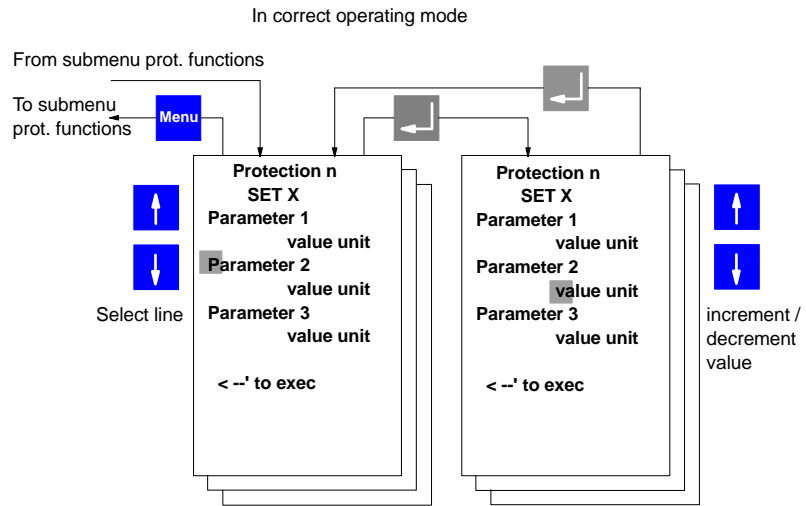 In correct operating mode
From submenu prot. functions
To submenu
prot. functions
Menu
Protection n
SET X
Parameter 1
value unit
Parameter 2
value unit
Parameter 3
value unit
< --' to exec
Select line
Protection n
SET X
Parameter 1
value unit
Parameter 2
value unit
Parameter 3
value unit
< --' to exec
increment /
decrement
value